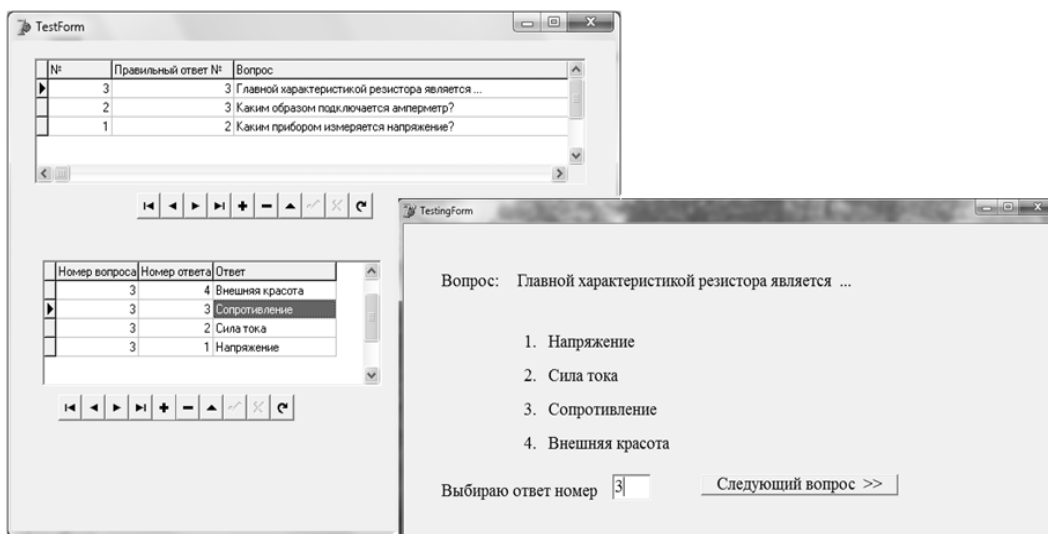 TestForm
№ Правильный ответ № Вопрос
3 3 Главной характеристикой резистора является ...
2 3 Каким образом подключается амперметр?
1 2 Каким прибором измеряется напряжение?
Номер вопроса Номер ответа Ответ
3 4 Внешняя красота
3 3 Сопротивление
3 2 Сила тока
3 1 Напряжение
TestingForm
Вопрос: Главной характеристикой резистора является ...
1. Напряжение
2. Сила тока
3. Сопротивление
4. Внешняя красота
Выбираю ответ номер 3 Следующий вопрос >>